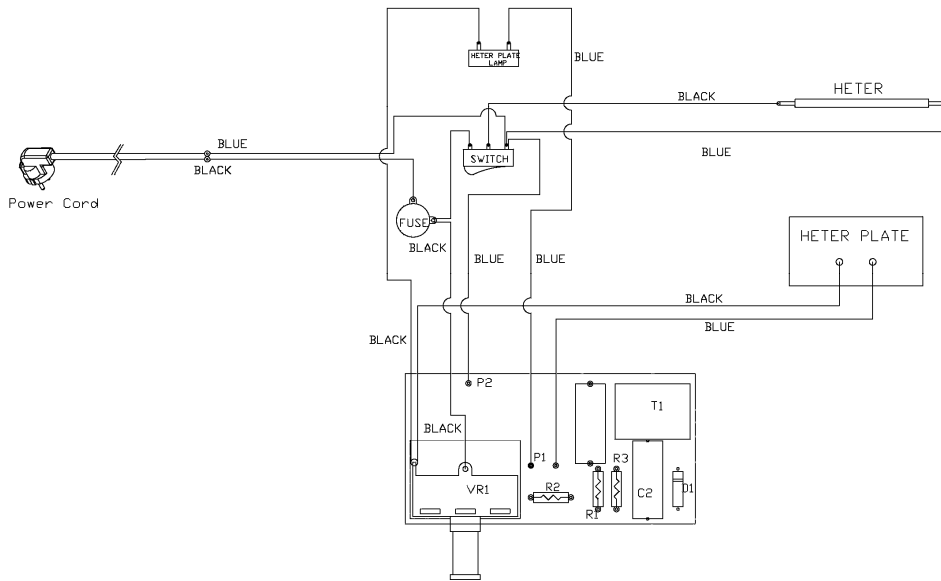 HETER PLATE
LAMP
BLUE
BLACK
HETER
BLUE
SWITCH
BLUE
BLACK
Power Cord
FUSE
BLACK
HETER PLATE
BLUE
BLUE
BLACK
BLUE
BLACK
P2
T1
BLACK
P1
R3
R2
VR1
C2
D1
R1